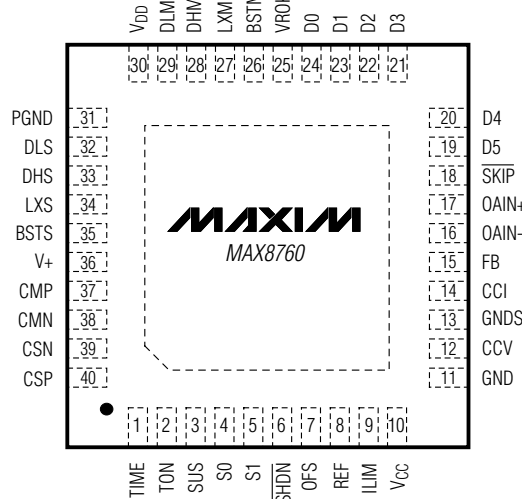 VDD DLM DHM LXM BSTM VROK D0 D1 D2 D3
30 29 28 27 26 25 24 23 22 21
PGND 31
DLS 32
DHS 33
LXS 34
BSTS 35
V+ 36
CMP 37
CMN 38
CSN 39
CSP 40
MAXIM
MAX8760
20 D4
19 D5
18 SKIP
17 OAIN+
16 OAIN-
15 FB
14 CCI
13 GNDS
12 CCV
11 GND
1 2 3 4 5 6 7 8 9 10
TIME TON SUS S0 S1 SHDN OFS REF ILIM VCC